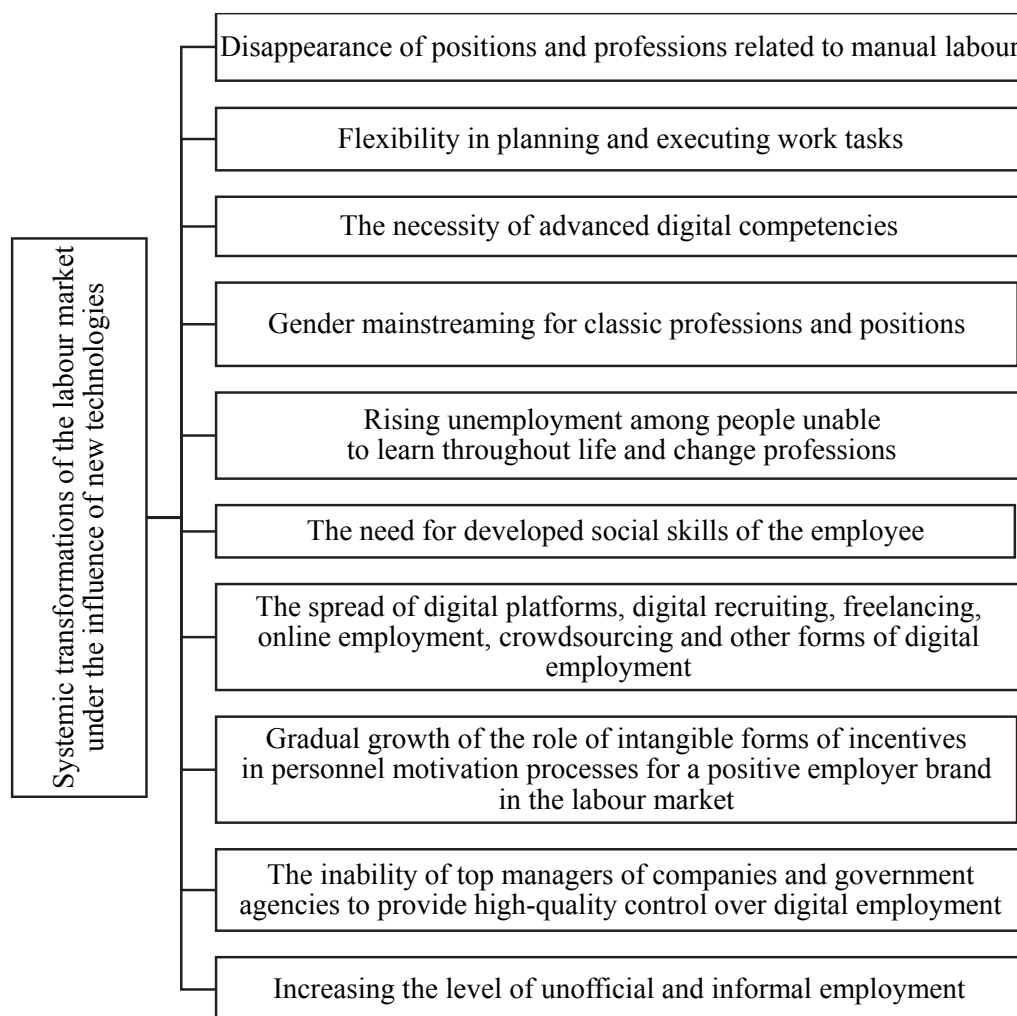 Systemic transformations of the labour market
under the influence of new technologies
Disappearance of positions and professions related to manual labour
Flexibility in planning and executing work tasks
The necessity of advanced digital competencies
Gender mainstreaming for classic professions and positions
Rising unemployment among people unable
to learn throughout life and change professions
The need for developed social skills of the employee
The spread of digital platforms, digital recruiting, freelancing,
online employment, crowdsourcing and other forms of digital
employment
Gradual growth of the role of intangible forms of incentives
in personnel motivation processes for a positive employer brand
in the labour market
The inability of top managers of companies and government
agencies to provide high-quality control over digital employment
Increasing the level of unofficial and informal employment